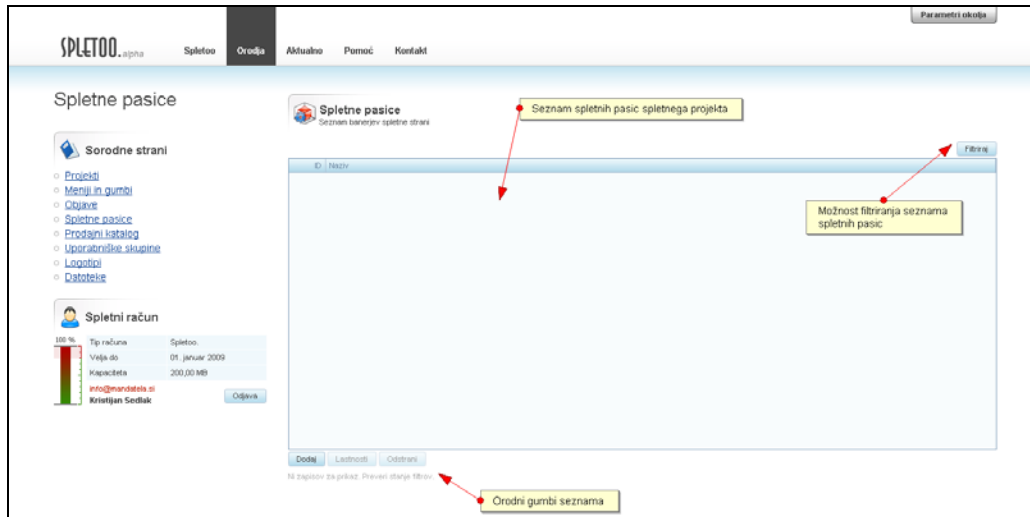 Parametri okolja
SPLETOO.alpha
Spletoo Orodja Aktualno Pomoč Kontakt
Spletne pasice
Sorodne strani
Projekti
Meniji in gumbi
Objave
Spletne pasice
Prodajni katalog
Uporabniške skupine
Logotipi
Datoteke
Spletni račun
100 %
Tip računa Spletoo.
Velja do 01. januar 2009
Kapaciteta 200,00 MB
info@mandatela.si
Kristijan Sedlak
Odjava
Spletne pasice
Seznam banerjev spletne strani
Seznam spletnih pasic spletnega projekta
Filtriraj
ID Naziv
Možnost filtriranja seznama
spletnih pasic
Dodaj Lastnosti Odstrani
Ni zapisov za prikaz. Preveri stanje filtrov.
Orodni gumbi seznama